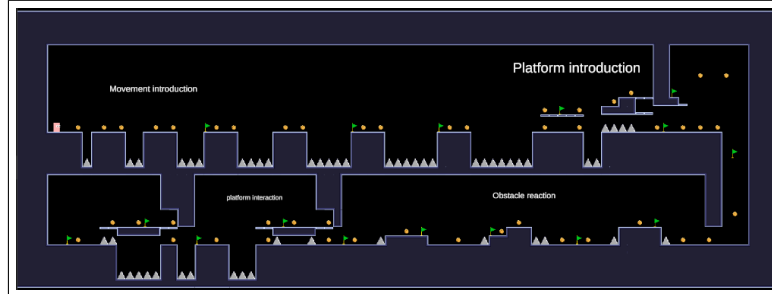 Platform introduction
Movement introduction
platform interaction
Obstacle reaction